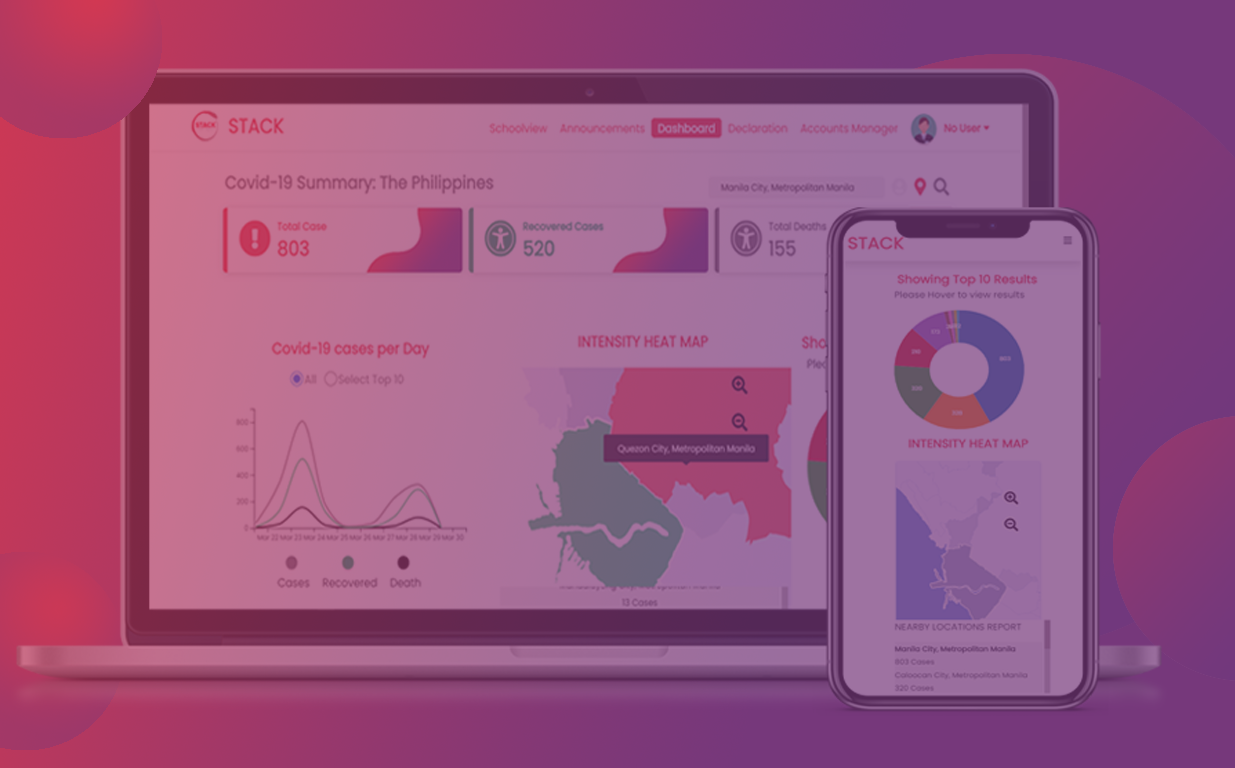 STACK
STACK
Schoolview
Announcements
Dashboard
Declaration
Accounts Manager
No User
Covid-19 Summary: The Philippines
Manila City, Metropolitan Manila
Total Case
803
Recovered Cases
520
Total Deaths
155
Covid-19 cases per Day
All
Select Top 10
800
600
400
200
0
Mar 22 Mar 23 Mar 24 Mar 25 Mar 26 Mar 27 Mar 28 Mar 29 Mar 30
Cases
Recovered
Death
INTENSITY HEAT MAP
Quezon City, Metropolitan Manila
13 Cases
Sho
Plea
STACK
Showing Top 10 Results
Please Hover to view results
INTENSITY HEAT MAP
NEARBY LOCATIONS REPORT
Manila City, Metropolitan Manila
803 Cases
Caloocan City, Metropolitan Manila
320 Cases